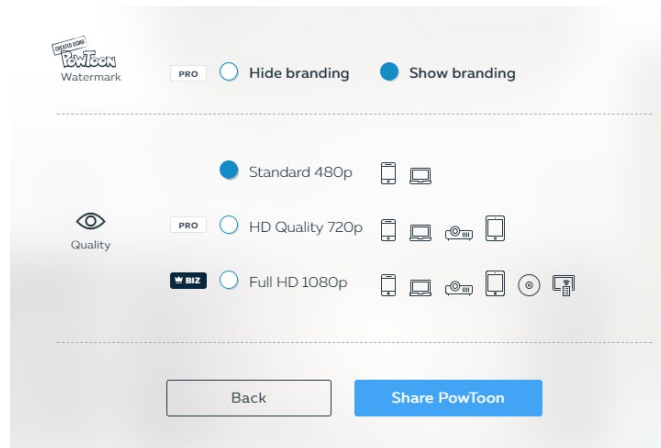 CREATED USING
PowToon
Watermark
PRO Hide branding Show branding
Standard 480p
PRO HD Quality 720p
Quality
BIZ Full HD 1080p
Back Share PowToon